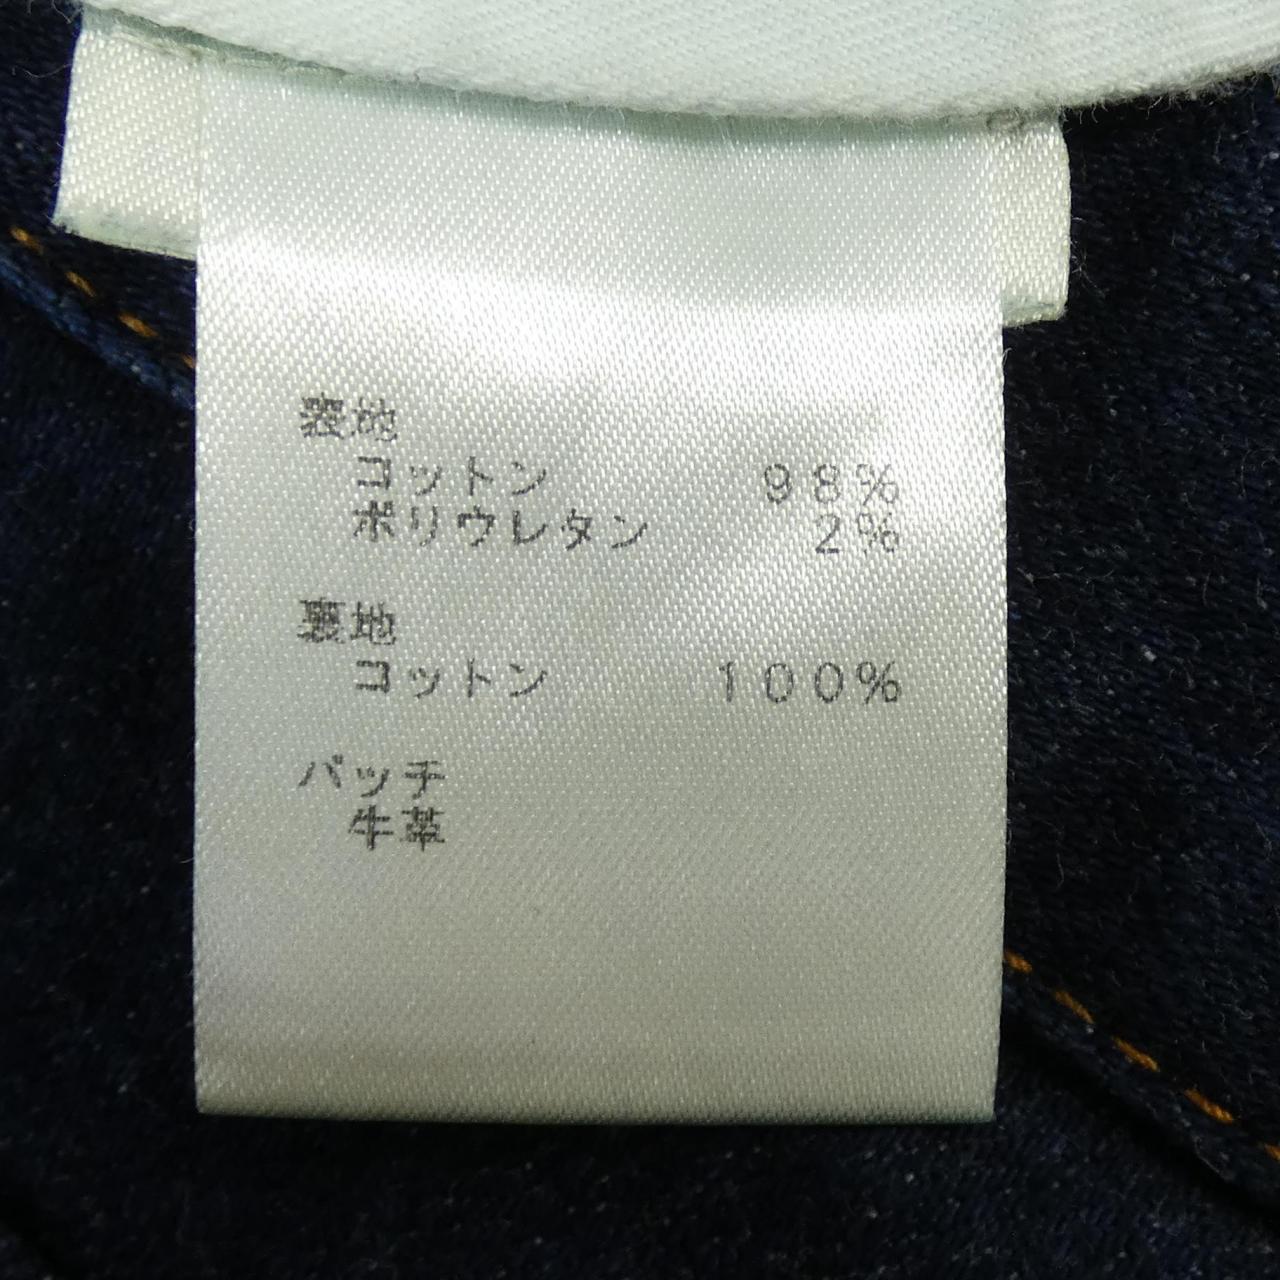 表地
コットン 98%
ポリウレタン 2%
裏地
コットン 100%
パッチ
牛革